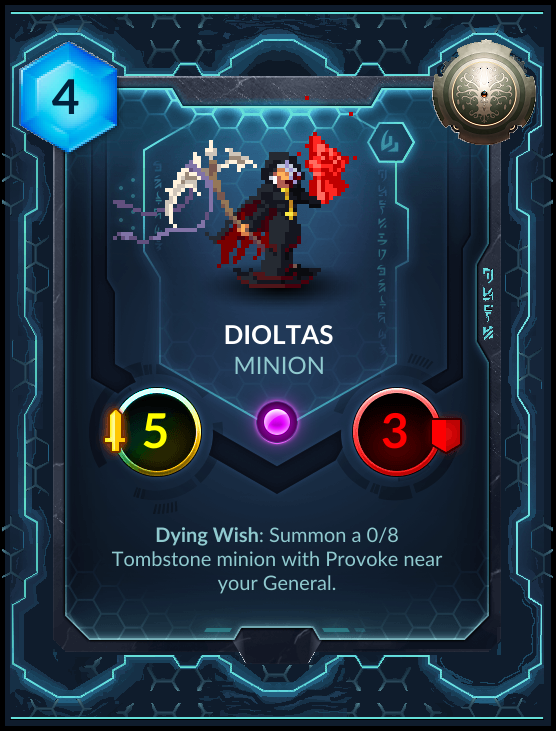 4
DIOLTAS
MINION
5
3
Dying Wish: Summon a 0/8
Tombstone minion with Provoke near
your General.